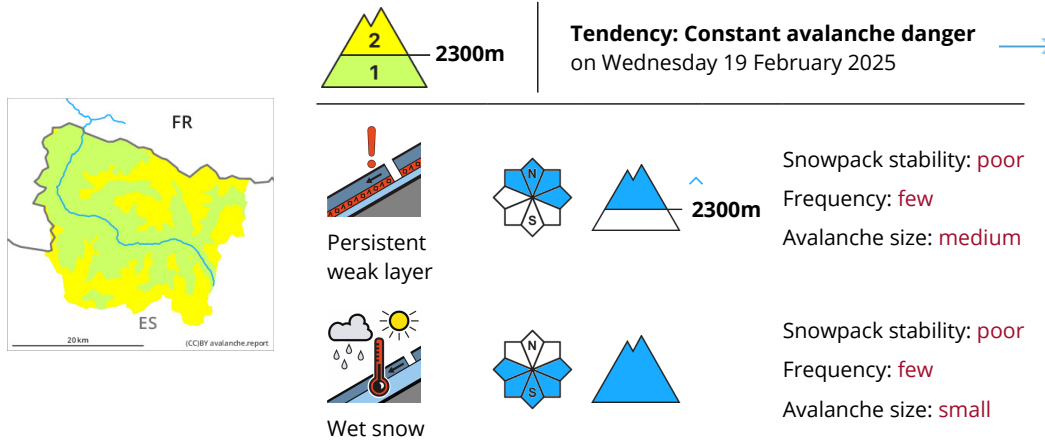 2
1
2300m
Tendency: Constant avalanche danger
on Wednesday 19 February 2025
FR
ES
20 km
(CC)BY avalanche.report
Persistent
weak layer
N
S
2300m
Snowpack stability: poor
Frequency: few
Avalanche size: medium
Wet snow
N
S
Snowpack stability: poor
Frequency: few
Avalanche size: small